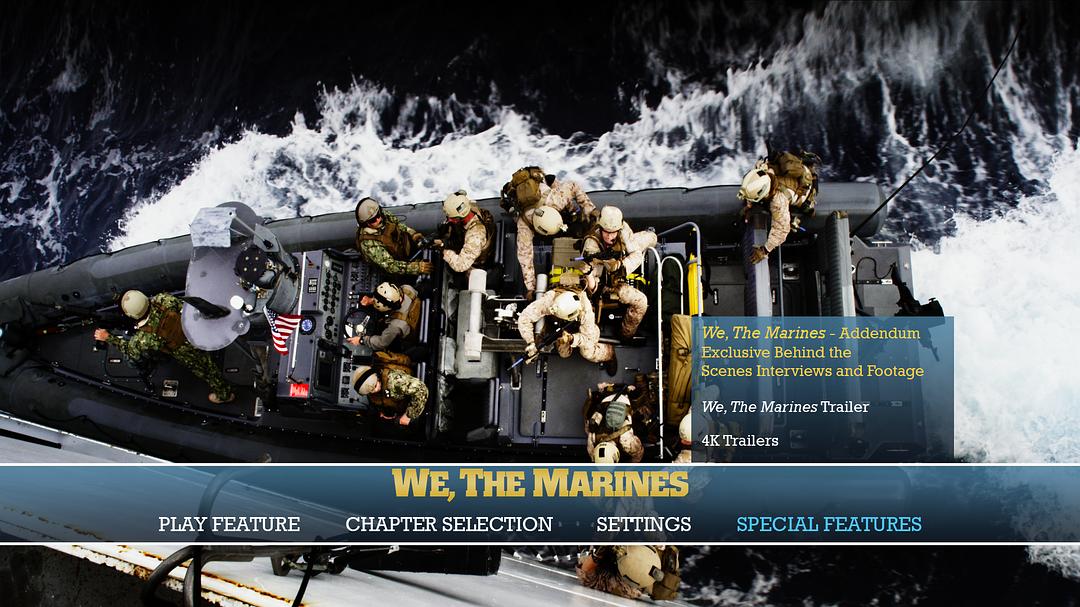 We, The Marines - Addendum
Exclusive Behind the
Scenes Interviews and Footage
We, The Marines Trailer
4K Trailers
WE, THE MARINES
PLAY FEATURE CHAPTER SELECTION SETTINGS SPECIAL FEATURES